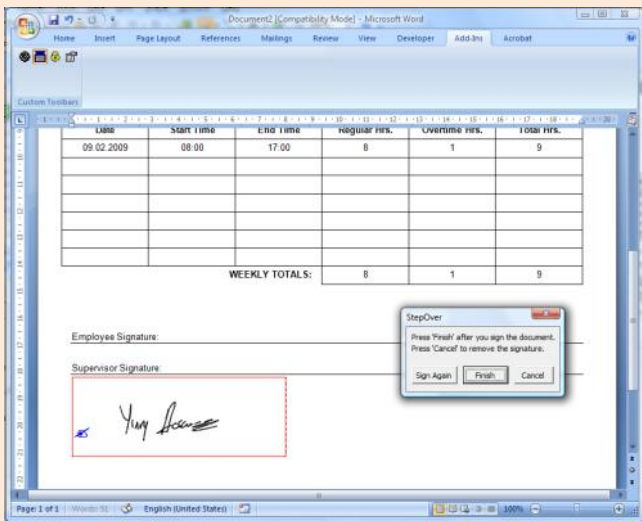 Document2 [Compatibility Mode] - Microsoft Word
Home Insert Page Layout References Mailings Review View Developer Add-Ins Acrobat
Custom Toolbars
Date Start Time End Time Regular Hrs. Overtime Hrs. Total Hrs.
09.02.2009 08:00 17:00 8 1 9
WEEKLY TOTALS: 8 1 9
StepOver
Press 'Finish' after you sign the document.
Press 'Cancel' to remove the signature.
Sign Again Finish Cancel
Employee Signature:
Supervisor Signature:
Page: 1 of 1 Words: 51 English (United States) 100%